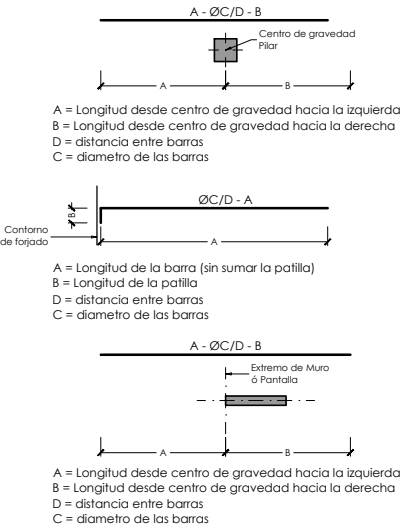 A - ØC/D - B
Centro de gravedad
Pilar
A
B
A = Longitud desde centro de gravedad hacia la izquierda
B = Longitud desde centro de gravedad hacia la derecha
D = distancia entre barras
C = diametro de las barras
ØC/D - A
B
Contorno
de forjado
A
A = Longitud de la barra (sin sumar la patilla)
B = Longitud de la patilla
D = distancia entre barras
C = diametro de las barras
A - ØC/D - B
Extremo de Muro
ó Pantalla
A
B
A = Longitud desde centro de gravedad hacia la izquierda
B = Longitud desde centro de gravedad hacia la derecha
D = distancia entre barras
C = diametro de las barras